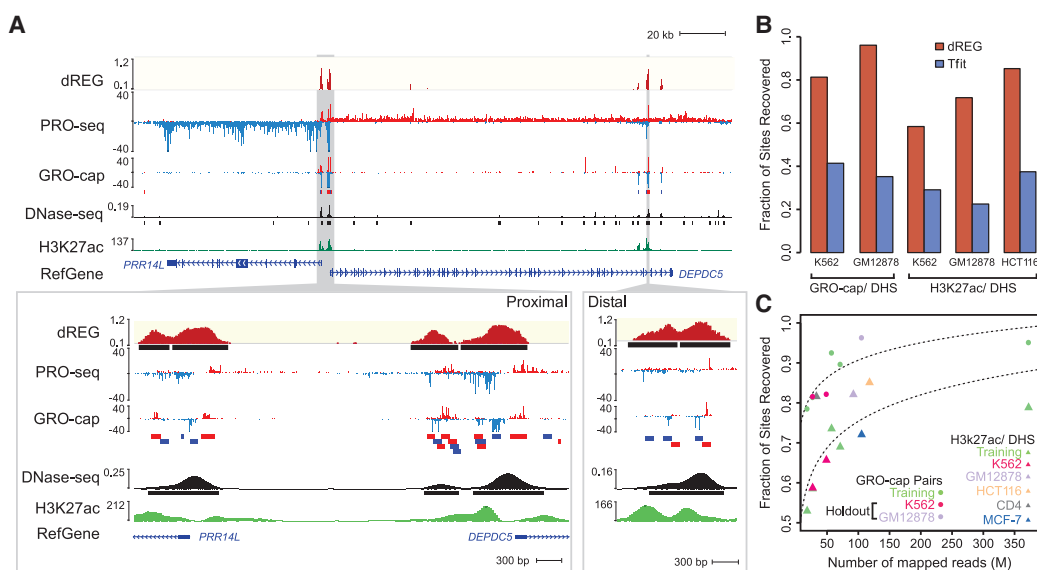 A
20 kb
dREG
1.2
0.1
PRO-seq
40
-40
GRO-cap
40
-40
DNase-seq
0.19
H3K27ac
137
RefGene
PRR14L
DEPDC5
Proximal
dREG
1.2
0.1
PRO-seq
40
-40
GRO-cap
40
-40
DNase-seq
0.25
H3K27ac
212
RefGene
PRR14L
DEPDC5
300 bp
Distal
1.2
0.1
40
-40
40
-40
0.16
166
300 bp
B
Fraction of Sites Recovered
1.0
0.8
0.6
0.4
0.2
0.0
dREG
Tfit
K562 GM12878 K562 GM12878 HCT116
GRO-cap/ DHS H3K27ac/ DHS
C
Fraction of Sites Recovered
1.0
0.9
0.8
0.7
0.6
0.5
H3k27ac/ DHS
Training
K562
GM12878
HCT116
CD4
MCF-7
GRO-cap Pairs
Training
Holdout
K562
GM12878
50 100 150 200 250 300 350
Number of mapped reads (M)